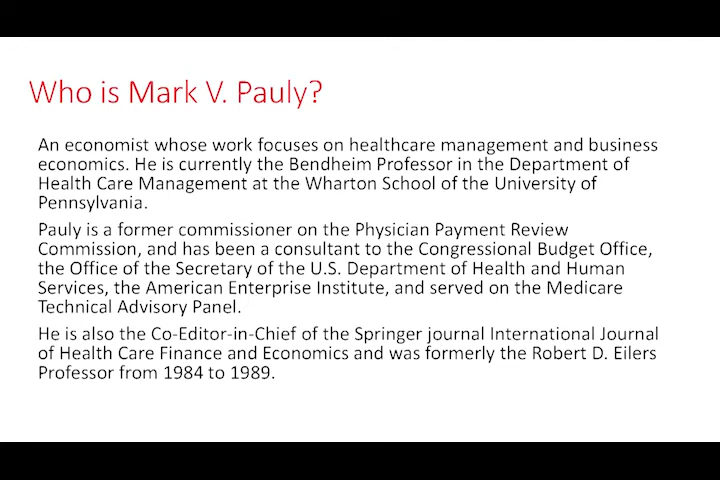 Who is Mark V. Pauly?
An economist whose work focuses on healthcare management and business
economics. He is currently the Bendheim Professor in the Department of
Health Care Management at the Wharton School of the University of
Pennsylvania.
Pauly is a former commissioner on the Physician Payment Review
Commission, and has been a consultant to the Congressional Budget Office,
the Office of the Secretary of the U.S. Department of Health and Human
Services, the American Enterprise Institute, and served on the Medicare
Technical Advisory Panel.
He is also the Co-Editor-in-Chief of the Springer journal International Journal
of Health Care Finance and Economics and was formerly the Robert D. Eilers
Professor from 1984 to 1989.